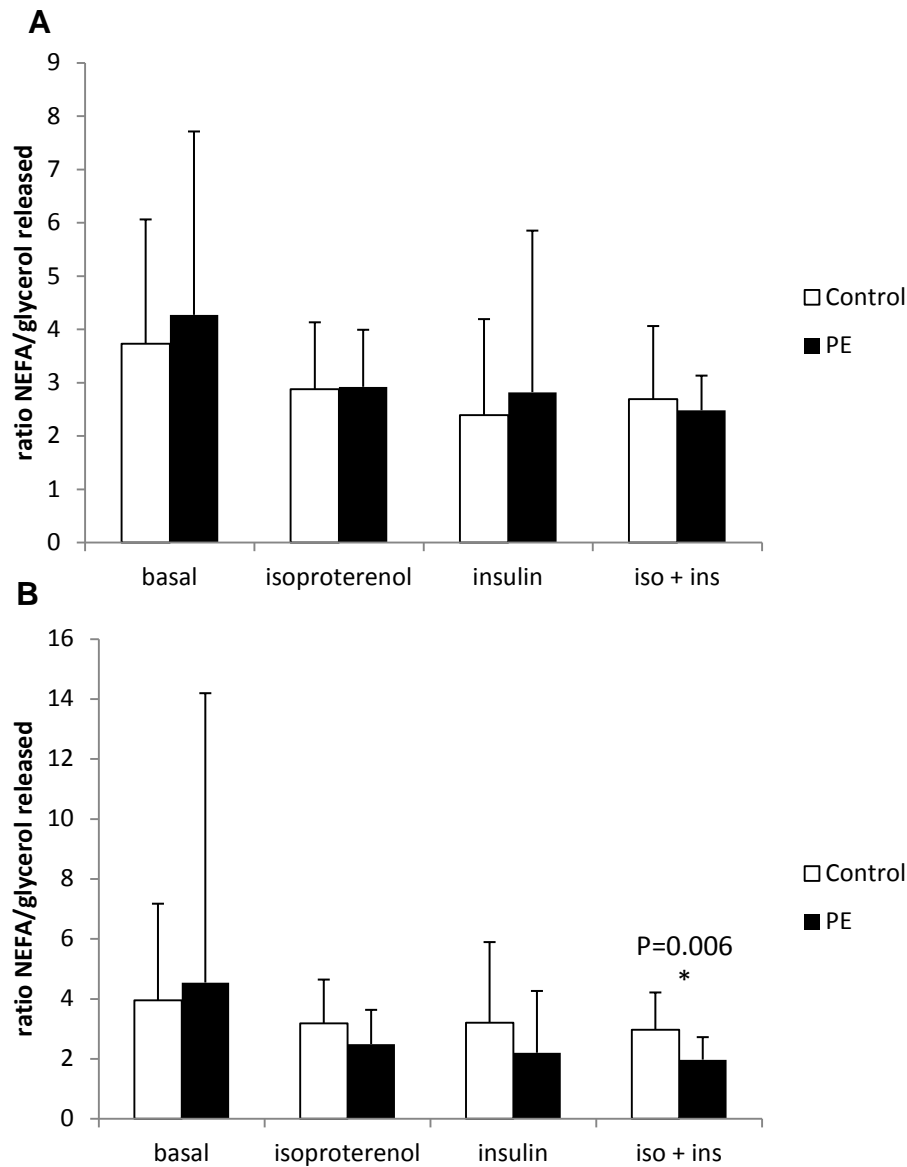 A
ratio NEFA/glycerol released
9
8
7
6
5
4
3
2
1
0
basal isoproterenol insulin iso + ins
Control
PE
B
ratio NEFA/glycerol released
16
14
12
10
8
6
4
2
0
P=0.006
*
basal isoproterenol insulin iso + ins
Control
PE